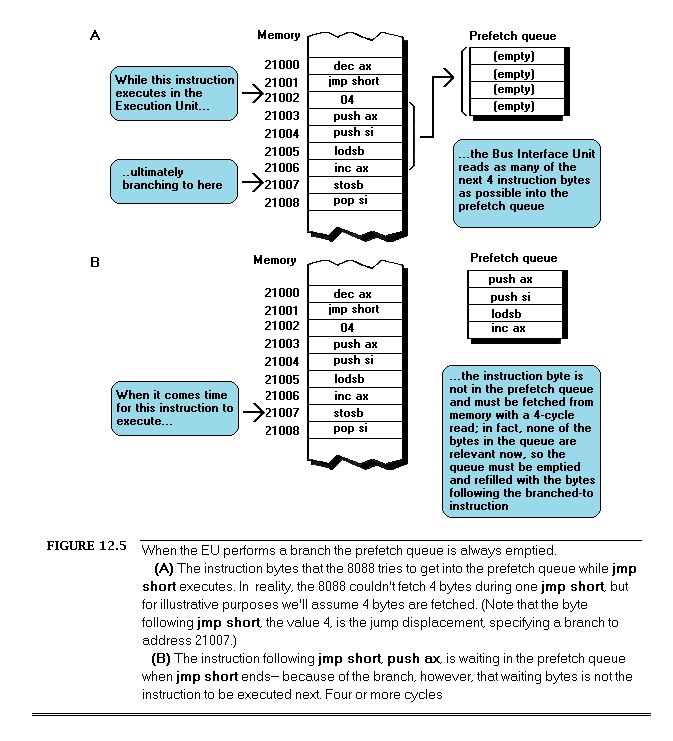 A
Memory
Prefetch queue
While this instruction
executes in the
Execution Unit...
..ultimately
branching to here
21000 dec ax
21001 jmp short
21002 04
21003 push ax
21004 push si
21005 lodsb
21006 inc ax
21007 stosb
21008 pop si
(empty)
(empty)
(empty)
(empty)
...the Bus Interface Unit
reads as many of the
next 4 instruction bytes
as possible into the
prefetch queue
B
Memory
Prefetch queue
When it comes time
for this instruction to
execute...
21000 dec ax
21001 jmp short
21002 04
21003 push ax
21004 push si
21005 lodsb
21006 inc ax
21007 stosb
21008 pop si
push ax
push si
lodsb
inc ax
...the instruction byte is
not in the prefetch queue
and must be fetched from
memory with a 4-cycle
read; in fact, none of the
bytes in the queue are
relevant now, so the
queue must be emptied
and refilled with the bytes
following the branched-to
instruction
FIGURE 12.5
When the EU performs a branch the prefetch queue is always emptied.
(A) The instruction bytes that the 8088 tries to get into the prefetch queue while jmp
short executes. In reality, the 8088 couldn't fetch 4 bytes during one jmp short, but
for illustrative purposes we'll assume 4 bytes are fetched. (Note that the byte
following jmp short, the value 4, is the jump displacement, specifying a branch to
address 21007.)
(B) The instruction following jmp short, push ax, is waiting in the prefetch queue
when jmp short ends— because of the branch, however, that waiting bytes is not the
instruction to be executed next. Four or more cycles